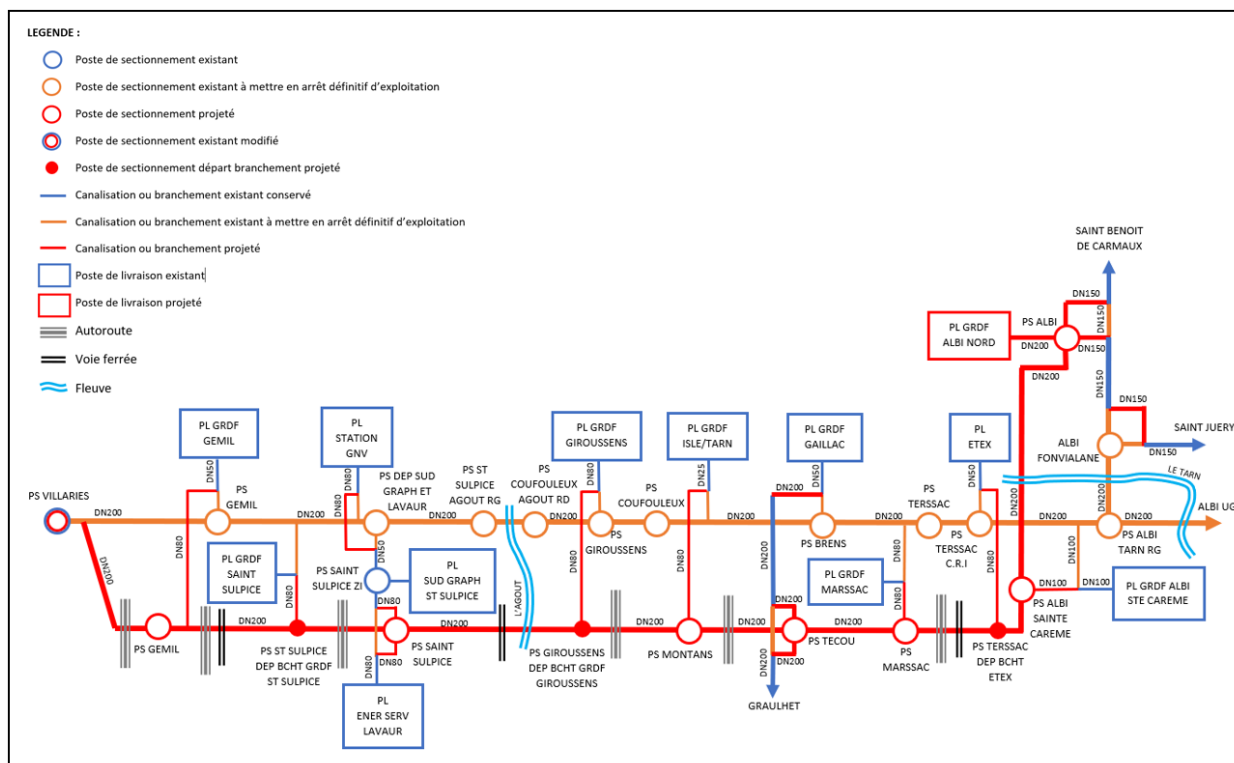 LEGENDE :
Poste de sectionnement existant
Poste de sectionnement existant à mettre en arrêt définitif d'exploitation
Poste de sectionnement projeté
Poste de sectionnement existant modifié
Poste de sectionnement départ branchement projeté
Canalisation ou branchement existant conservé
Canalisation ou branchement existant à mettre en arrêt définitif d'exploitation
Canalisation ou branchement projeté
Poste de livraison existant
Poste de livraison projeté
Autoroute
Voie ferrée
Fleuve
SAINT BENOIT
DE CARMAUX
DN150
DN150
PL GRDF
ALBI NORD
PS ALBI
DN200
DN150
DN200
DN150
DN150
ALBI
FONVIALANE
SAINT JUERY
DN150
LE TARN
DN200
DN200
PL GRDF
GEMIL
DN50
PL
STATION
GNV
DN80
DN80
PL GRDF
GIROUSSENS
DN80
PL GRDF
ISLE/TARN
DN25
PL GRDF
GAILLAC
DN50
PL
ETEX
DN50
PS VILLARIES
DN200
PS
GEMIL
DN200
PS DEP SUD
GRAPH ET
LAVAUR
DN200
PS ST
SULPICE
AGOUT RG
PS
COUFOULEUX
AGOUT RD
DN200
PS
GIROUSSENS
PS
COUFOULEUX
DN200
DN200
PS BRENS
DN200
PS
TERSSAC
PS
TERSSAC
C.R.I
DN200
PS ALBI
TARN RG
DN200
ALBI UG
DN200
DN80
PL GRDF
SAINT
SULPICE
DN80
DN50
PS SAINT
SULPICE ZI
PL
SUD GRAPH
ST SULPICE
DN80
DN80
DN80
L'AGOUT
DN80
DN80
DN200
DN200
DN200
DN200
PL GRDF
MARSSAC
DN80
DN80
DN80
DN100
DN100
DN100
PL GRDF ALBI
STE CAREME
PS ALBI
SAINTE
CAREME
PS GEMIL
DN200
PS ST SULPICE
DEP BCHT GRDF
ST SULPICE
DN200
PS SAINT
SULPICE
DN200
PS GIROUSSENS
DEP BCHT GRDF
GIROUSSENS
DN200
PS MONTANS
DN200
PS TECOU
DN200
PS
MARSSAC
DN200
PS TERSSAC
DEP BCHT
ETEX
PL
ENER SERV
LAVAUR
GRAULHET